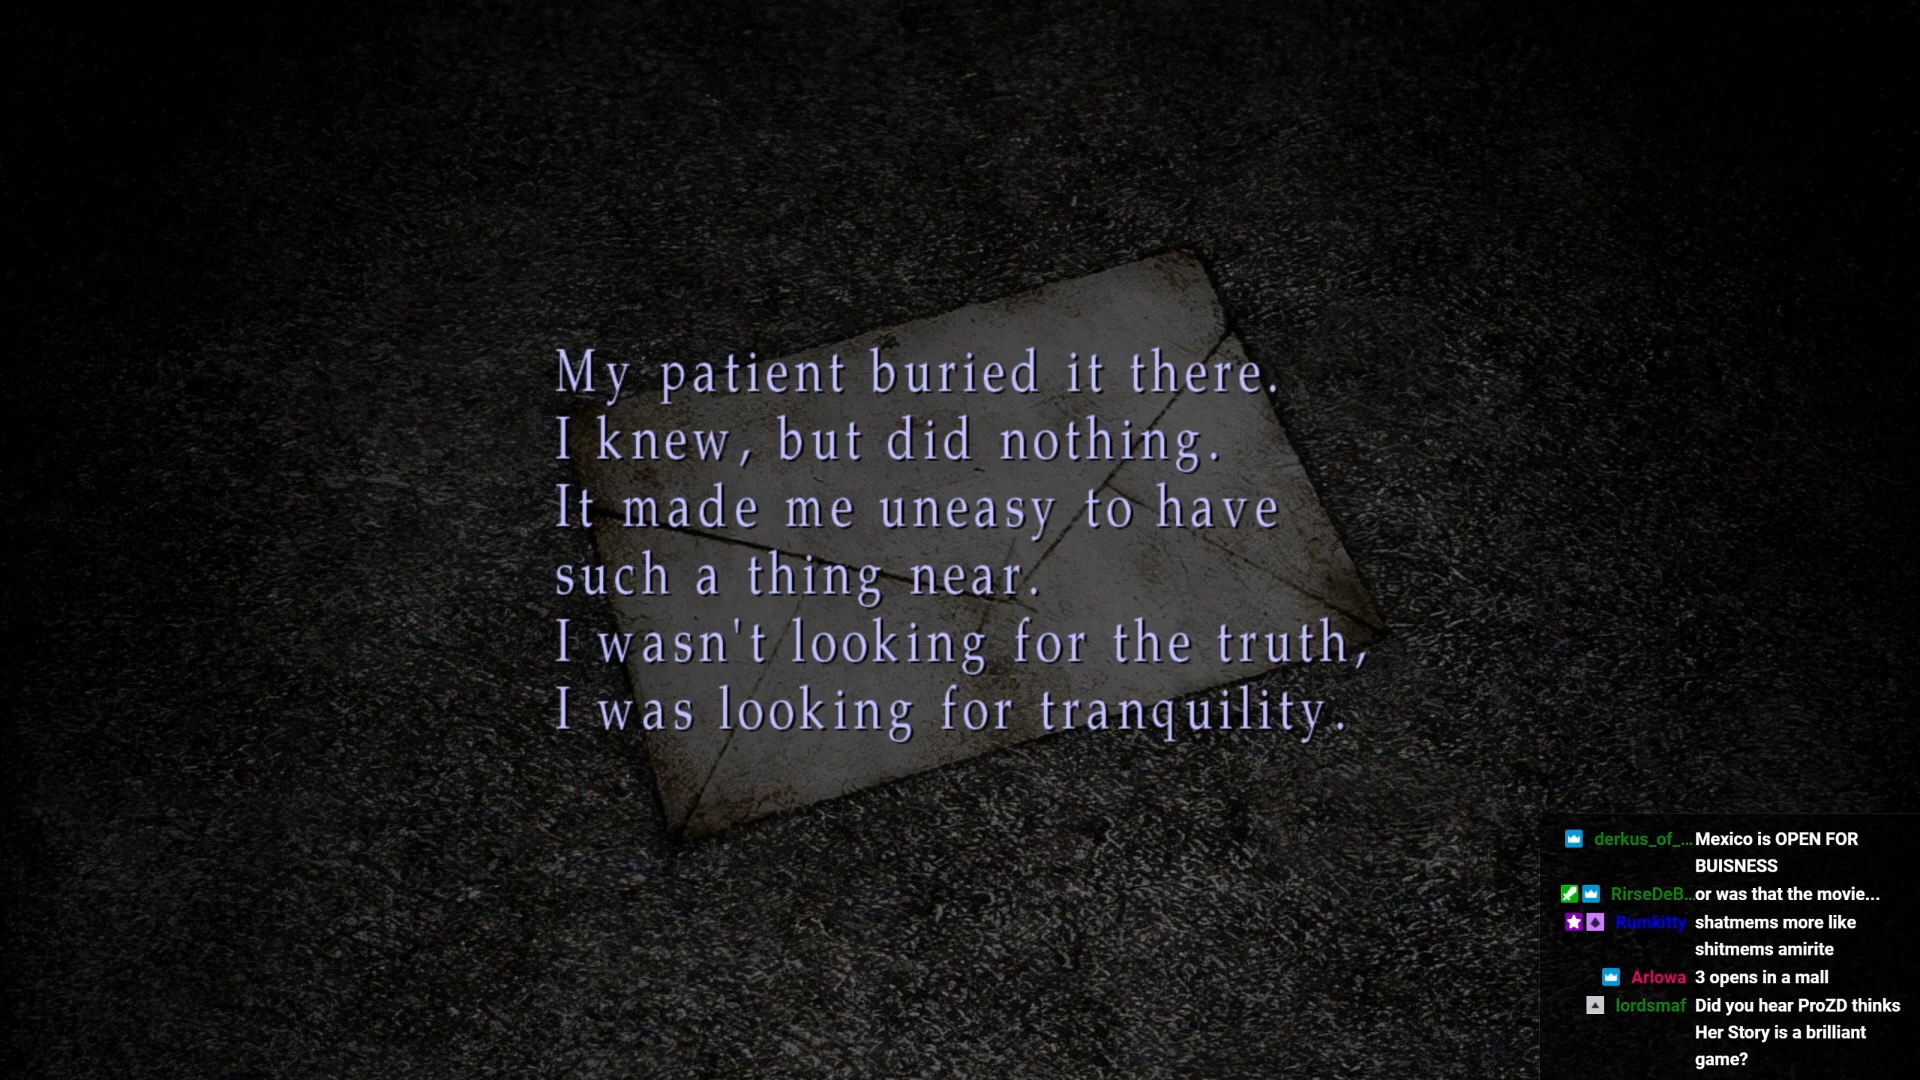 My patient buried it there.
I knew, but did nothing.
It made me uneasy to have
such a thing near.
I wasn't looking for the truth,
I was looking for tranquility.
derkus_of_... Mexico is OPEN FOR
BUISNESS
RirseDeB... or was that the movie...
Rumkitty shatmems more like
shitmems amirite
Arlowa 3 opens in a mall
lordsmaf Did you hear ProZD thinks
Her Story is a brilliant
game?